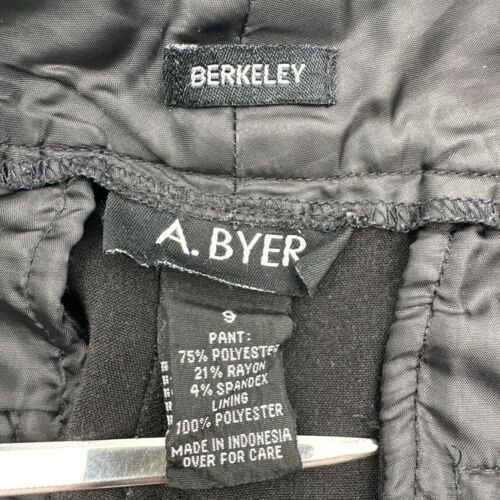 BERKELEY
A. BYER
9
PANT:
75% POLYESTER
21% RAYON
4% SPANDEX
LINING
100% POLYESTER
MADE IN INDONESIA
OVER FOR CARE